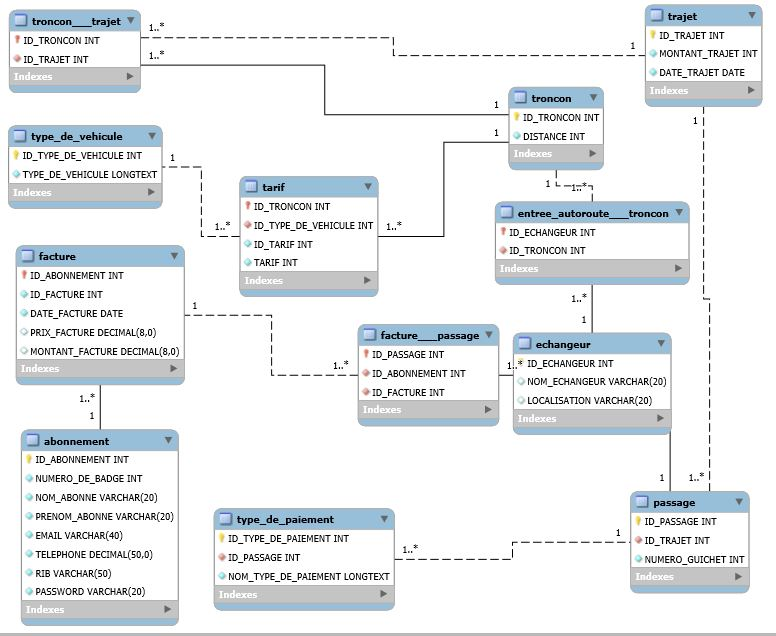 troncon___trajet
ID_TRONCON INT
ID_TRAJET INT
Indexes
1..*
1..*
1
trajet
ID_TRAJET INT
MONTANT_TRAJET INT
DATE_TRAJET DATE
Indexes
1
1
1
troncon
ID_TRONCON INT
DISTANCE INT
Indexes
1
1..*
type_de_vehicule
ID_TYPE_DE_VEHICULE INT
TYPE_DE_VEHICULE LONGTEXT
Indexes
1
1..*
tarif
ID_TRONCON INT
ID_TYPE_DE_VEHICULE INT
ID_TARIF INT
TARIF INT
Indexes
1..*
entree_autoroute___troncon
ID_ECHANGEUR INT
ID_TRONCON INT
Indexes
1..*
1
facture
ID_ABONNEMENT INT
ID_FACTURE INT
DATE_FACTURE DATE
PRIX_FACTURE DECIMAL(8,0)
MONTANT_FACTURE DECIMAL(8,0)
Indexes
1
1..*
1..*
1
facture___passage
ID_PASSAGE INT
ID_ABONNEMENT INT
ID_FACTURE INT
Indexes
1..*
echangeur
ID_ECHANGEUR INT
NOM_ECHANGEUR VARCHAR(20)
LOCALISATION VARCHAR(20)
Indexes
abonnement
ID_ABONNEMENT INT
NUMERO_DE_BADGE INT
NOM_ABONNE VARCHAR(20)
PRENOM_ABONNE VARCHAR(20)
EMAIL VARCHAR(40)
TELEPHONE DECIMAL(50,0)
RIB VARCHAR(50)
PASSWORD VARCHAR(20)
Indexes
type_de_paiement
ID_TYPE_DE_PAIEMENT INT
ID_PASSAGE INT
NOM_TYPE_DE_PAIEMENT LONGTEXT
Indexes
1..*
1
1
1..*
passage
ID_PASSAGE INT
ID_TRAJET INT
NUMERO_GUICHET INT
Indexes